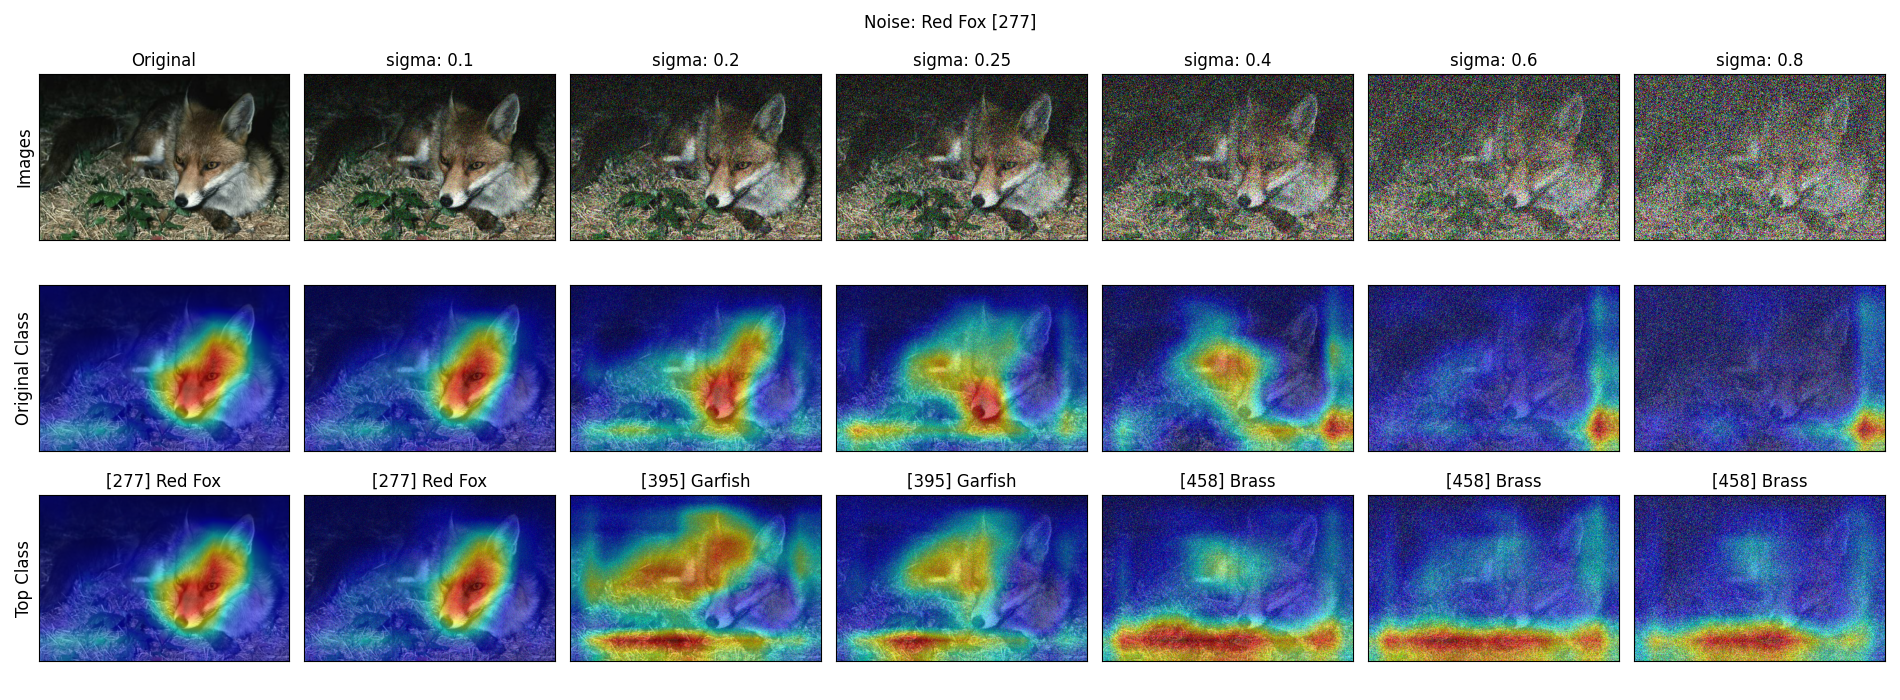 Noise: Red Fox [277]
Original
sigma: 0.1
sigma: 0.2
sigma: 0.25
sigma: 0.4
sigma: 0.6
sigma: 0.8
Images
Original Class
[277] Red Fox
[277] Red Fox
[395] Garfish
[395] Garfish
[458] Brass
[458] Brass
[458] Brass
Top Class